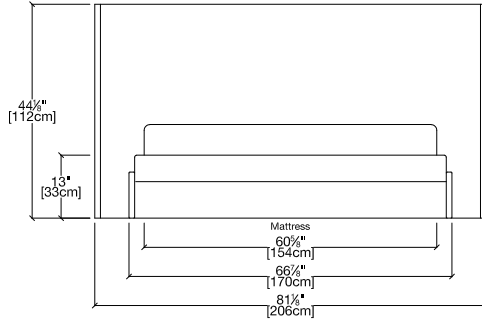 44⅛"
[112cm]
13"
[33cm]
Mattress
60⅝"
[154cm]
66⅞"
[170cm]
81⅛"
[206cm]